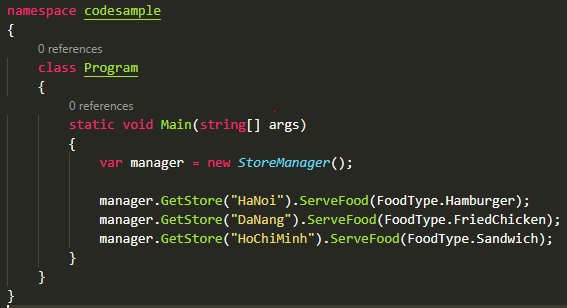 namespace codesample
{
0 references
class Program
{
0 references
static void Main(string[] args)
{
var manager = new StoreManager();
manager.GetStore("HaNoi").ServeFood(FoodType.Hamburger);
manager.GetStore("DaNang").ServeFood(FoodType.FriedChicken);
manager.GetStore("HoChiMinh").ServeFood(FoodType.Sandwich);
}
}
}